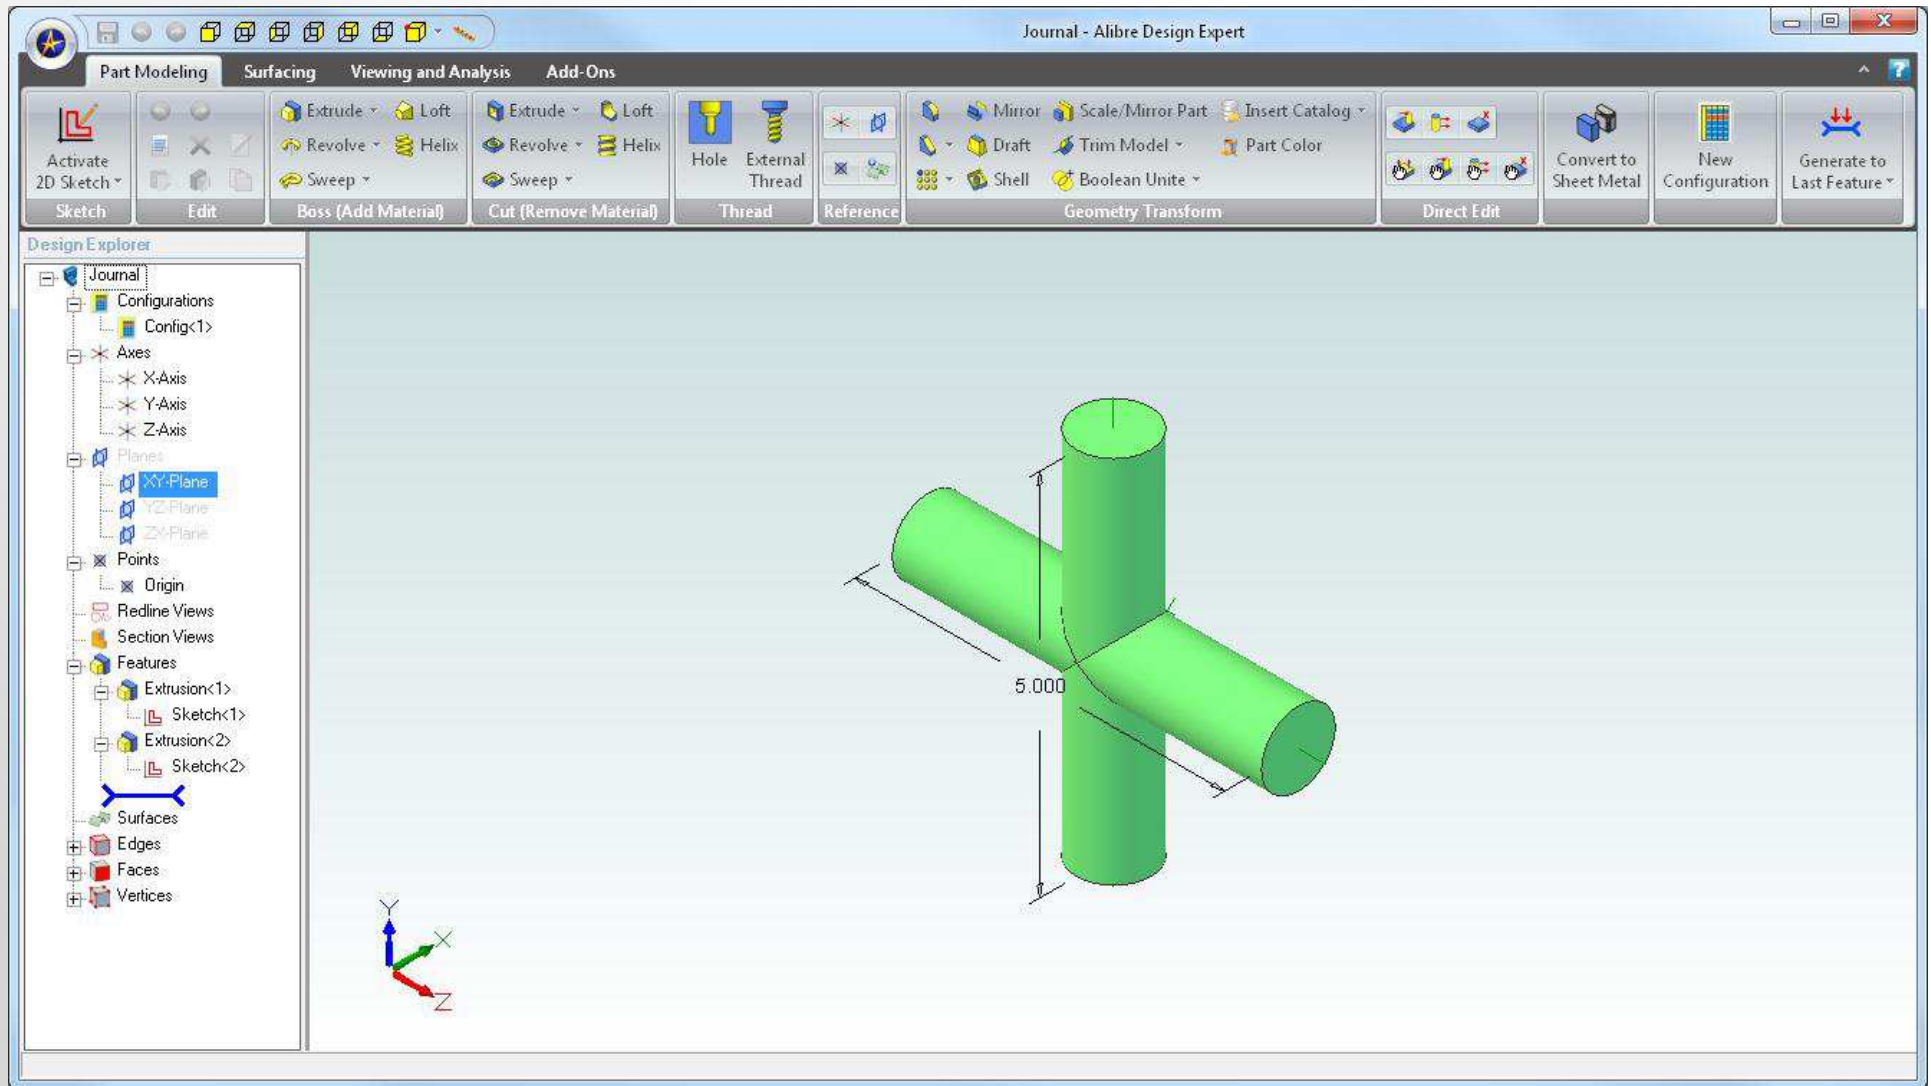 Journal - Alibre Design Expert
Part Modeling Surfacing Viewing and Analysis Add-Ons
Extrude Loft Extrude Loft Mirror Scale/Mirror Part Insert Catalog
Revolve Helix Revolve Helix Draft Trim Model Part Color
Activate Hole External Convert to New Generate to
2D Sketch Sweep Sweep Thread Shell Boolean Unite Sheet Metal Configuration Last Feature
Sketch Edit Boss (Add Material) Cut (Remove Material) Thread Reference Geometry Transform Direct Edit
Design Explorer
Journal
Configurations
Config<1>
Axes
X-Axis
Y-Axis
Z-Axis
Planes
XY-Plane
YZ-Plane
ZX-Plane
Points
Origin
Redline Views
Section Views
Features
Extrusion<1>
Sketch<1>
Extrusion<2>
Sketch<2>
Surfaces
Edges
Faces
Vertices
5.000
Y
X
Z